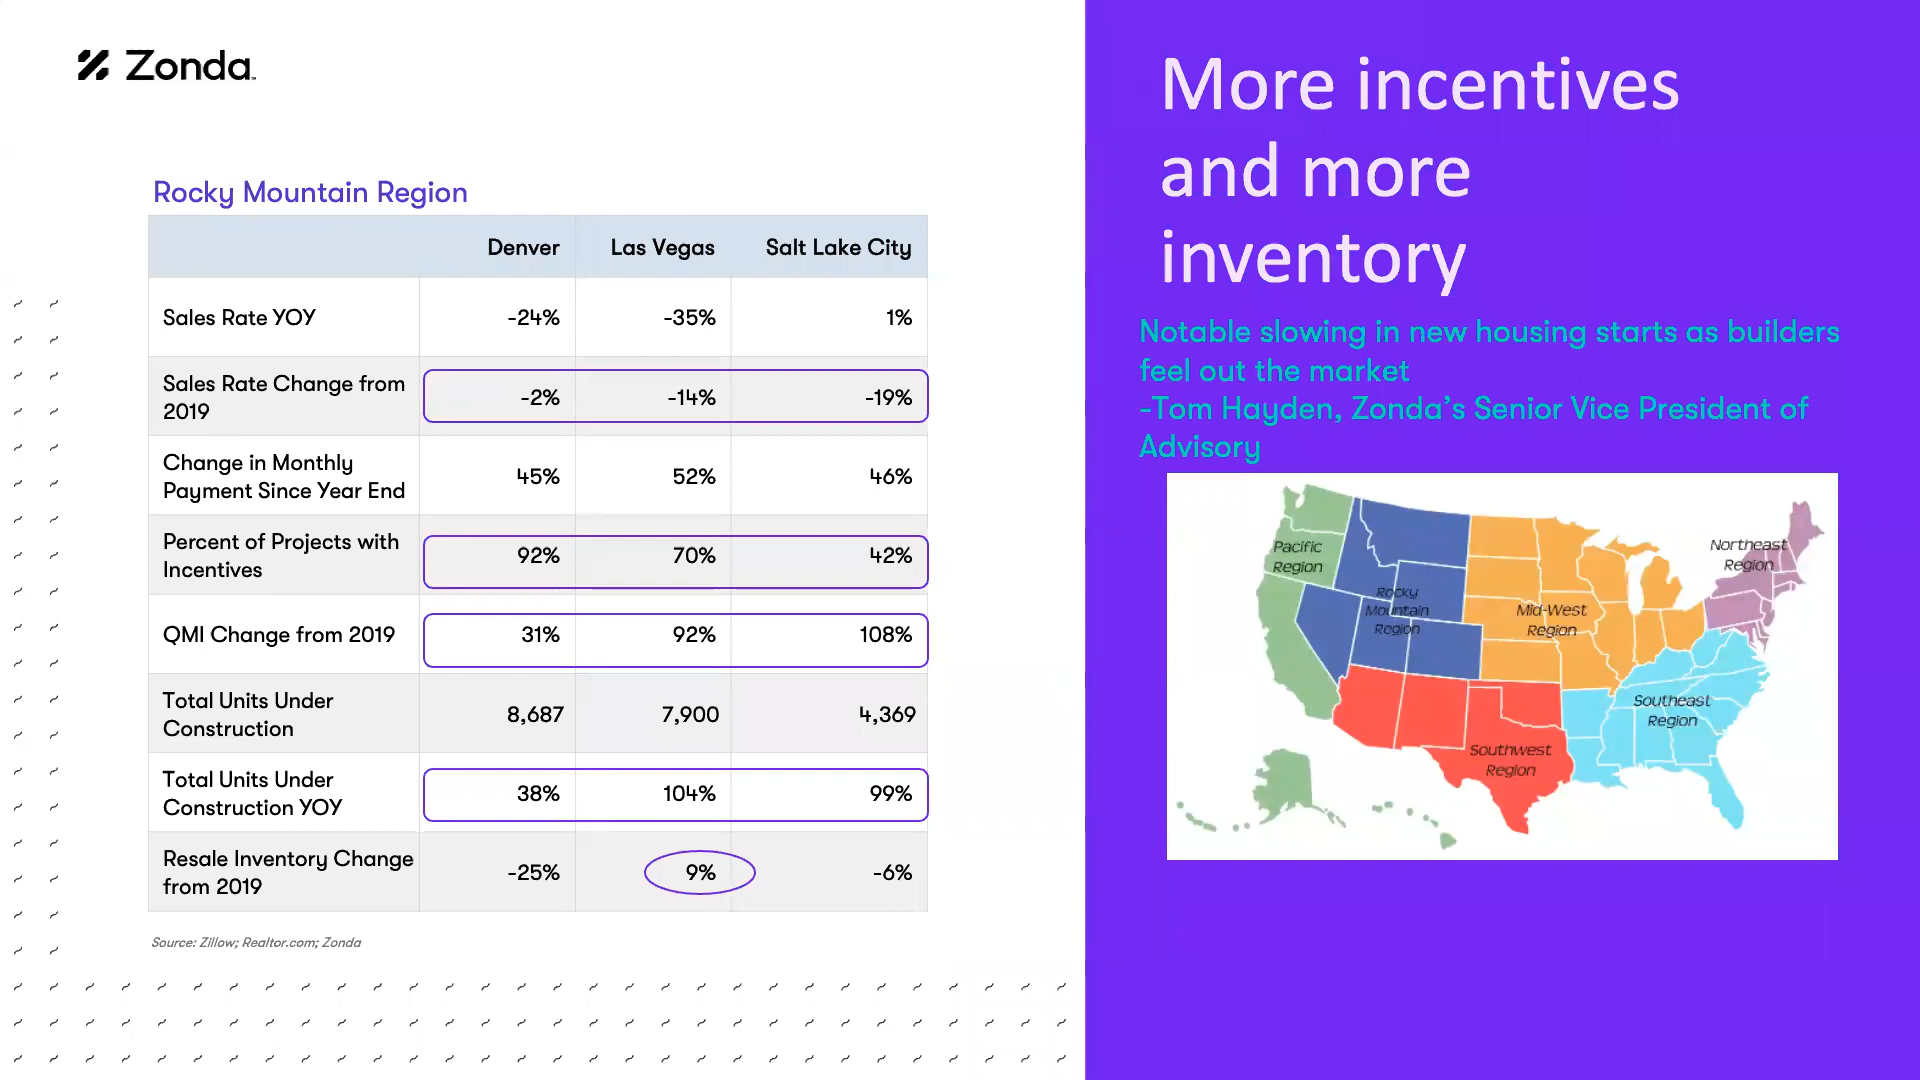 Zonda
More incentives
and more
inventory
Notable slowing in new housing starts as builders
feel out the market
-Tom Hayden, Zonda's Senior Vice President of
Advisory
Rocky Mountain Region
Denver Las Vegas Salt Lake City
Sales Rate YOY -24% -35% 1%
Sales Rate Change from
2019 -2% -14% -19%
Change in Monthly
Payment Since Year End 45% 52% 46%
Percent of Projects with
Incentives 92% 70% 42%
QMI Change from 2019 31% 92% 108%
Total Units Under
Construction 8,687 7,900 4,369
Total Units Under
Construction YOY 38% 104% 99%
Resale Inventory Change
from 2019 -25% 9% -6%
Source: Zillow; Realtor.com; Zonda
Pacific
Region
Rocky
Mountain
Region
Mid-West
Region
Northeast
Region
Southeast
Region
Southwest
Region